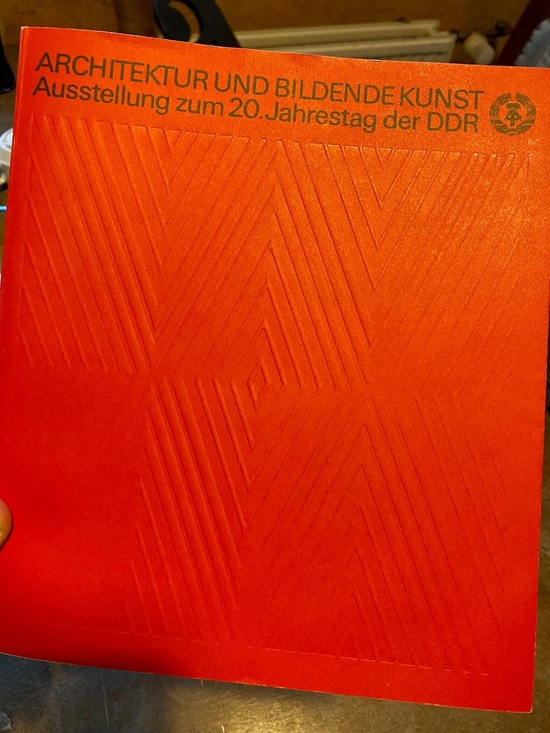 ARCHITEKTUR UND BILDENDE KUNST
Ausstellung zum 20. Jahrestag der DDR